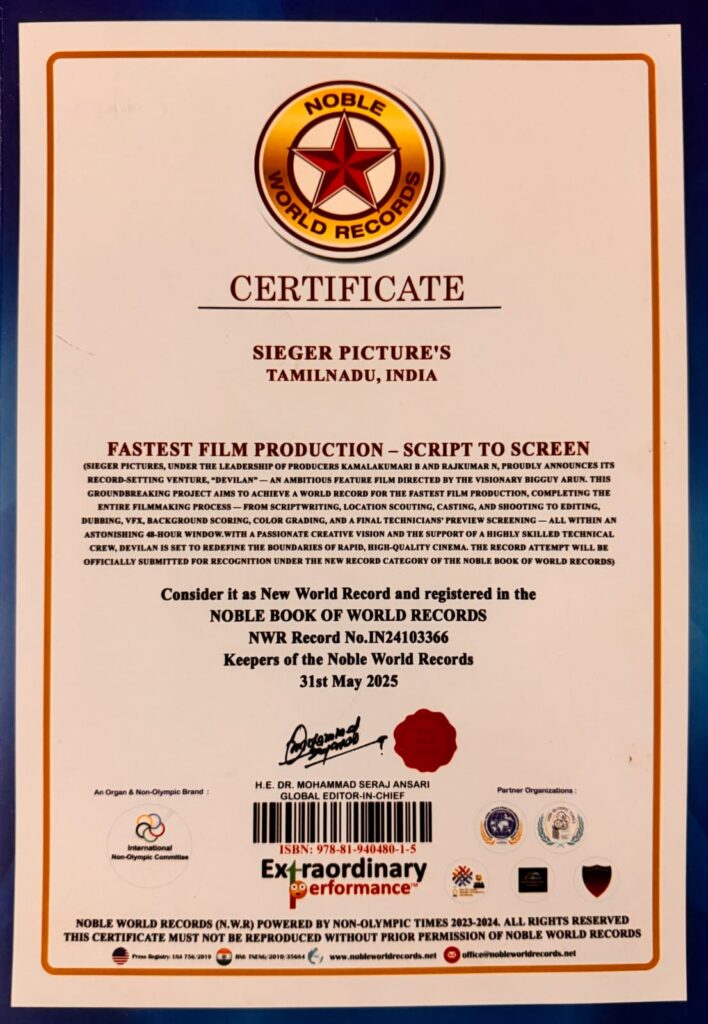 NOBLE
WORLD RECORDS
CERTIFICATE
SIEGER PICTURE'S
TAMILNADU, INDIA
FASTEST FILM PRODUCTION – SCRIPT TO SCREEN
(SIEGER PICTURES, UNDER THE LEADERSHIP OF PRODUCERS KAMALAKUMARI B AND RAJKUMAR N, PROUDLY ANNOUNCES ITS
RECORD-SETTING VENTURE, "DEVILAN" — AN AMBITIOUS FEATURE FILM DIRECTED BY THE VISIONARY BIGGUY ARUN. THIS
GROUNDBREAKING PROJECT AIMS TO ACHIEVE A WORLD RECORD FOR THE FASTEST FILM PRODUCTION, COMPLETING THE
ENTIRE FILMMAKING PROCESS — FROM SCRIPTWRITING, LOCATION SCOUTING, CASTING, AND SHOOTING TO EDITING,
DUBBING, VFX, BACKGROUND SCORING, COLOR GRADING, AND A FINAL TECHNICIANS' PREVIEW SCREENING — ALL WITHIN AN
ASTONISHING 48-HOUR WINDOW.WITH A PASSIONATE CREATIVE VISION AND THE SUPPORT OF A HIGHLY SKILLED TECHNICAL
CREW, DEVILAN IS SET TO REDEFINE THE BOUNDARIES OF RAPID, HIGH-QUALITY CINEMA. THE RECORD ATTEMPT WILL BE
OFFICIALLY SUBMITTED FOR RECOGNITION UNDER THE NEW RECORD CATEGORY OF THE NOBLE BOOK OF WORLD RECORDS)
Consider it as New World Record and registered in the
NOBLE BOOK OF WORLD RECORDS
NWR Record No.IN24103366
Keepers of the Noble World Records
31st May 2025
H.E. DR. MOHAMMAD SERAJ ANSARI
GLOBAL EDITOR-IN-CHIEF
An Organ & Non-Olympic Brand :
International
Non-Olympic Committee
Partner Organizations :
ISBN: 978-81-940480-1-5
Extraordinary
Performance™
NOBLE WORLD RECORDS (N.W.R) POWERED BY NON-OLYMPIC TIMES 2023-2024. ALL RIGHTS RESERVED
THIS CERTIFICATE MUST NOT BE REPRODUCED WITHOUT PRIOR PERMISSION OF NOBLE WORLD RECORDS
Press Registry: USA 756/2019 RNI: TNENG/2010/35664 www.nobleworldrecords.net office@nobleworldrecords.net